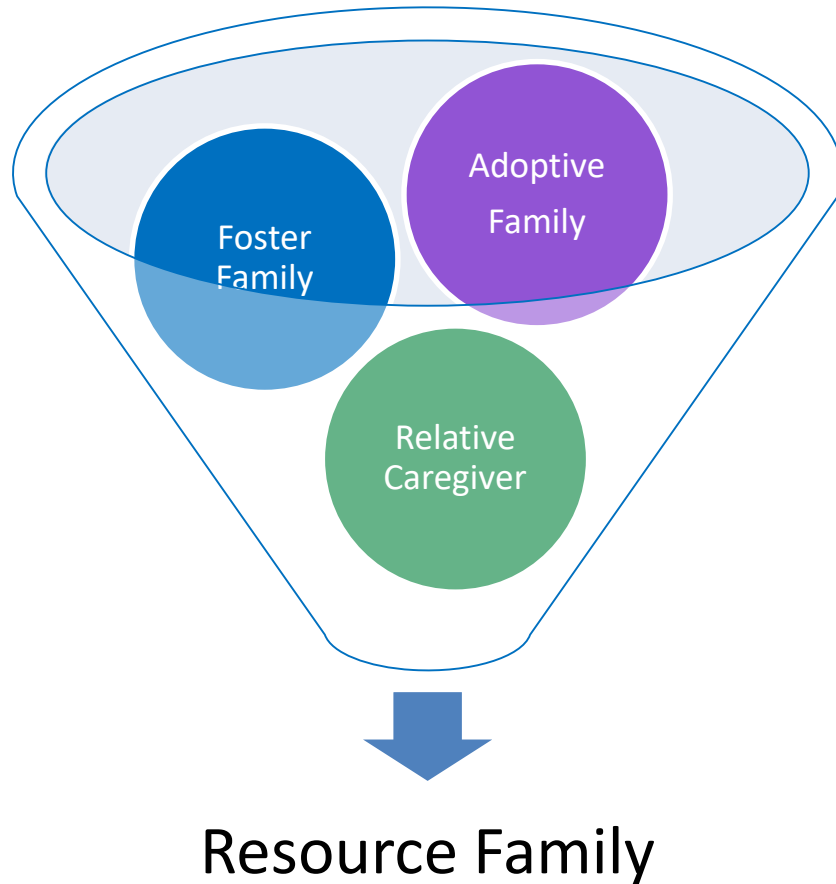 Adoptive
Family
Foster
Family
Relative
Caregiver
Resource Family